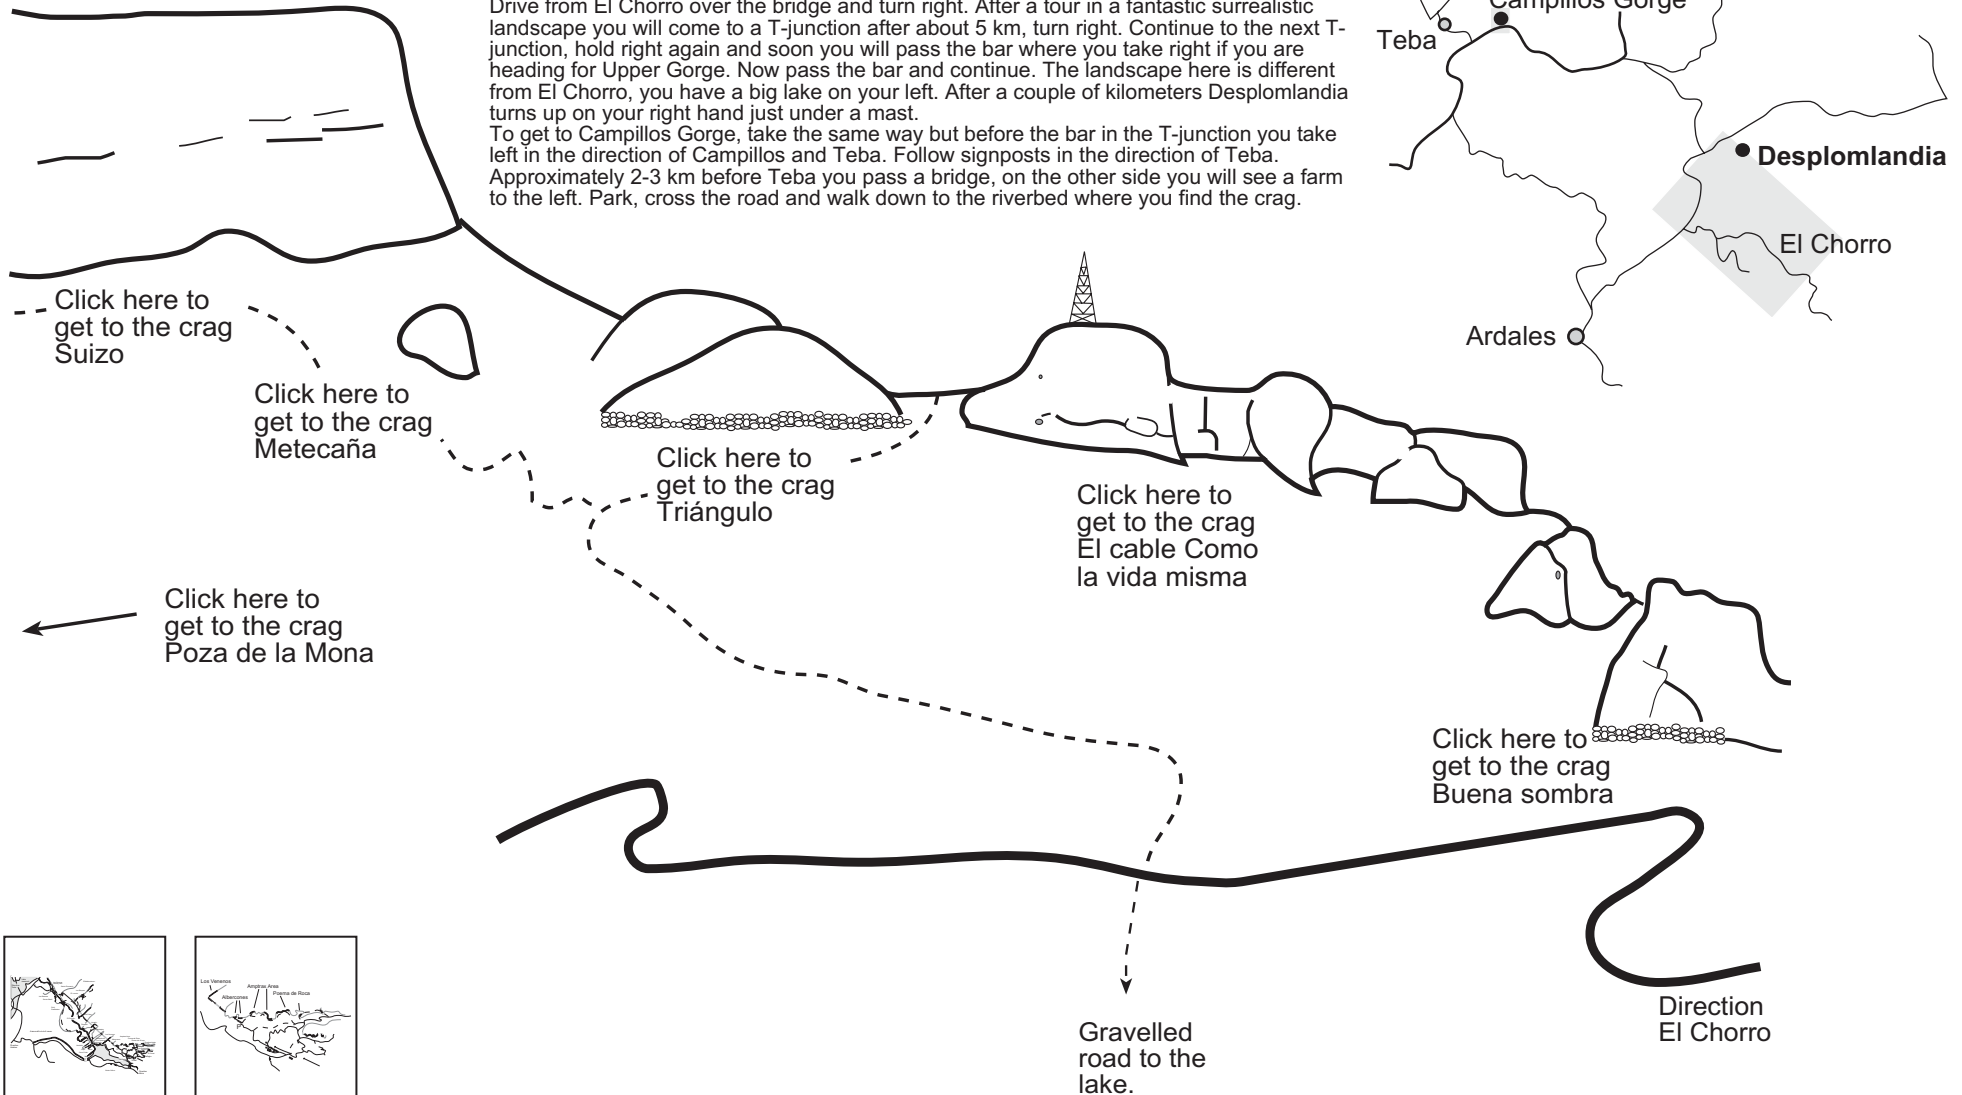 Drive from El Chorro over the bridge and turn right. After a tour in a fantastic surrealistic
landscape you will come to a T-junction after about 5 km, turn right. Continue to the next T-
junction, hold right again and soon you will pass the bar where you take right if you are
heading for Upper Gorge. Now pass the bar and continue. The landscape here is different
from El Chorro, you have a big lake on your left. After a couple of kilometers Desplomlandia
turns up on your right hand just under a mast.
To get to Campillos Gorge, take the same way but before the bar in the T-junction you take
left in the direction of Campillos and Teba. Follow signposts in the direction of Teba.
Approximately 2-3 km before Teba you pass a bridge, on the other side you will see a farm
to the left. Park, cross the road and walk down to the riverbed where you find the crag.
Campillos Gorge
Teba
Desplomlandia
El Chorro
Ardales
Click here to
get to the crag
Suizo
Click here to
get to the crag
Metecaña
Click here to
get to the crag
Triángulo
Click here to
get to the crag
El cable Como
la vida misma
Click here to
get to the crag
Poza de la Mona
Click here to
get to the crag
Buena sombra
Direction
El Chorro
Gravelled
road to the
lake.
Los Venenos
Amptras Area
Albercones
Poema de Roca